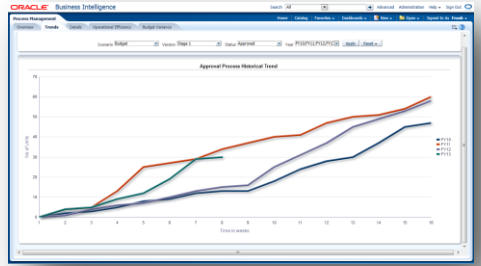 ORACLE Business Intelligence
Search All Advanced Administration Help Sign Out
Process Management
Home Catalog Favorites Dashboards New Open Signed In As
Overview Trends Details Operational Efficiency Budget Variance
Scenario Budget Version Stage 1 Status Approval Year Apply Reset
Approval Process Historical Trend
70
60
50
40
30
20
10
0
1 2 3 4 5 6 7 8 9 10 11 12 13 14 15 16
Time in weeks
FY10
FY11
FY12
FY13